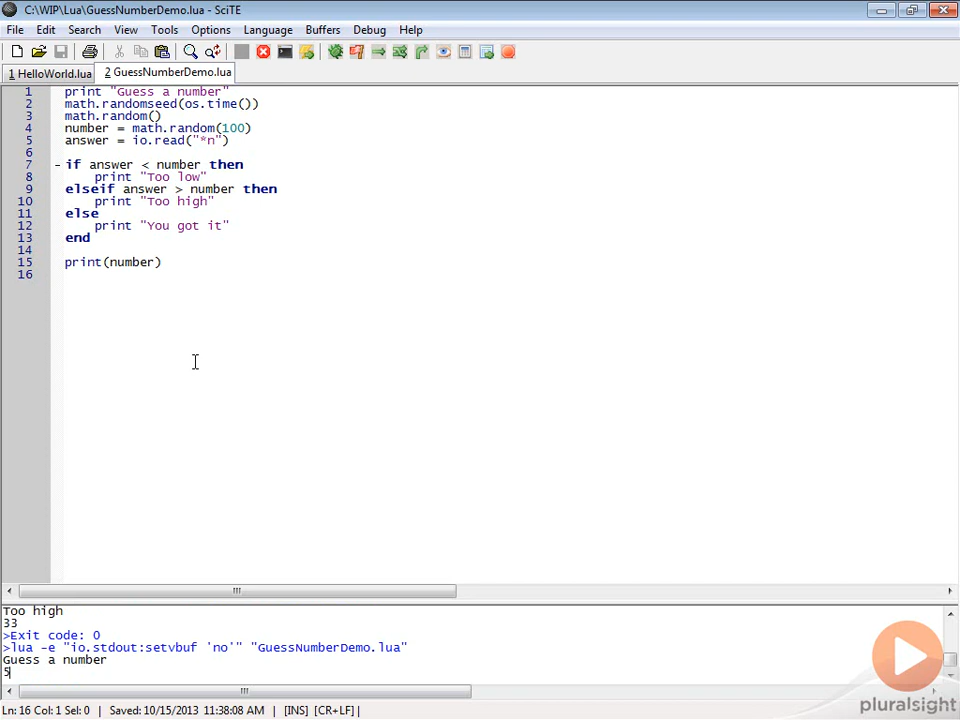 C:\WIP\Lua\GuessNumberDemo.lua - SciTE
File Edit Search View Tools Options Language Buffers Debug Help
1 HelloWorld.lua 2 GuessNumberDemo.lua
1 print "Guess a number"
2 math.randomseed(os.time())
3 math.random()
4 number = math.random(100)
5 answer = io.read("*n")
6
7 - if answer < number then
8 print "Too low"
9 elseif answer > number then
10 print "Too high"
11 else
12 print "You got it"
13 end
14
15 print(number)
16
Too high
33
>Exit code: 0
>lua -e "io.stdout:setvbuf 'no'" "GuessNumberDemo.lua"
Guess a number
5
pluralsight
Ln: 16 Col: 1 Sel: 0 | Saved: 10/15/2013 11:38:08 AM | [INS] [CR+LF] |